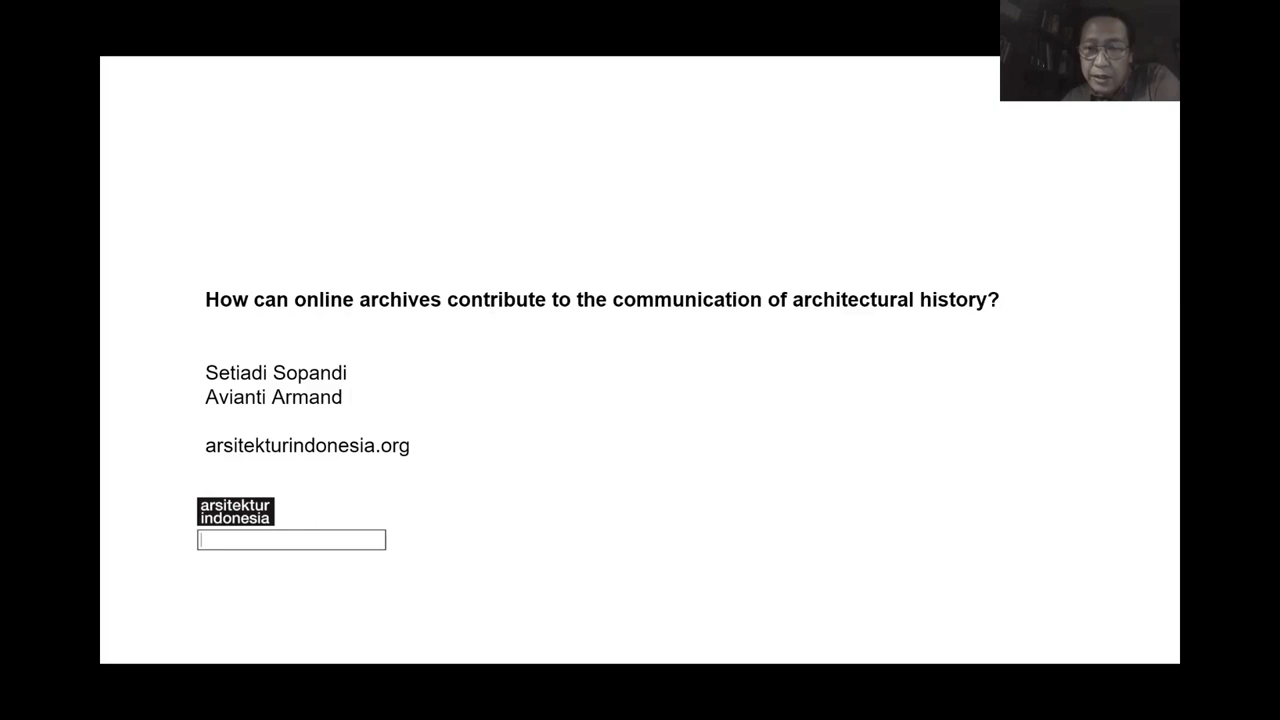 How can online archives contribute to the communication of architectural history?
Setiadi Sopandi
Avianti Armand
arsitekturindonesia.org
arsitektur
indonesia